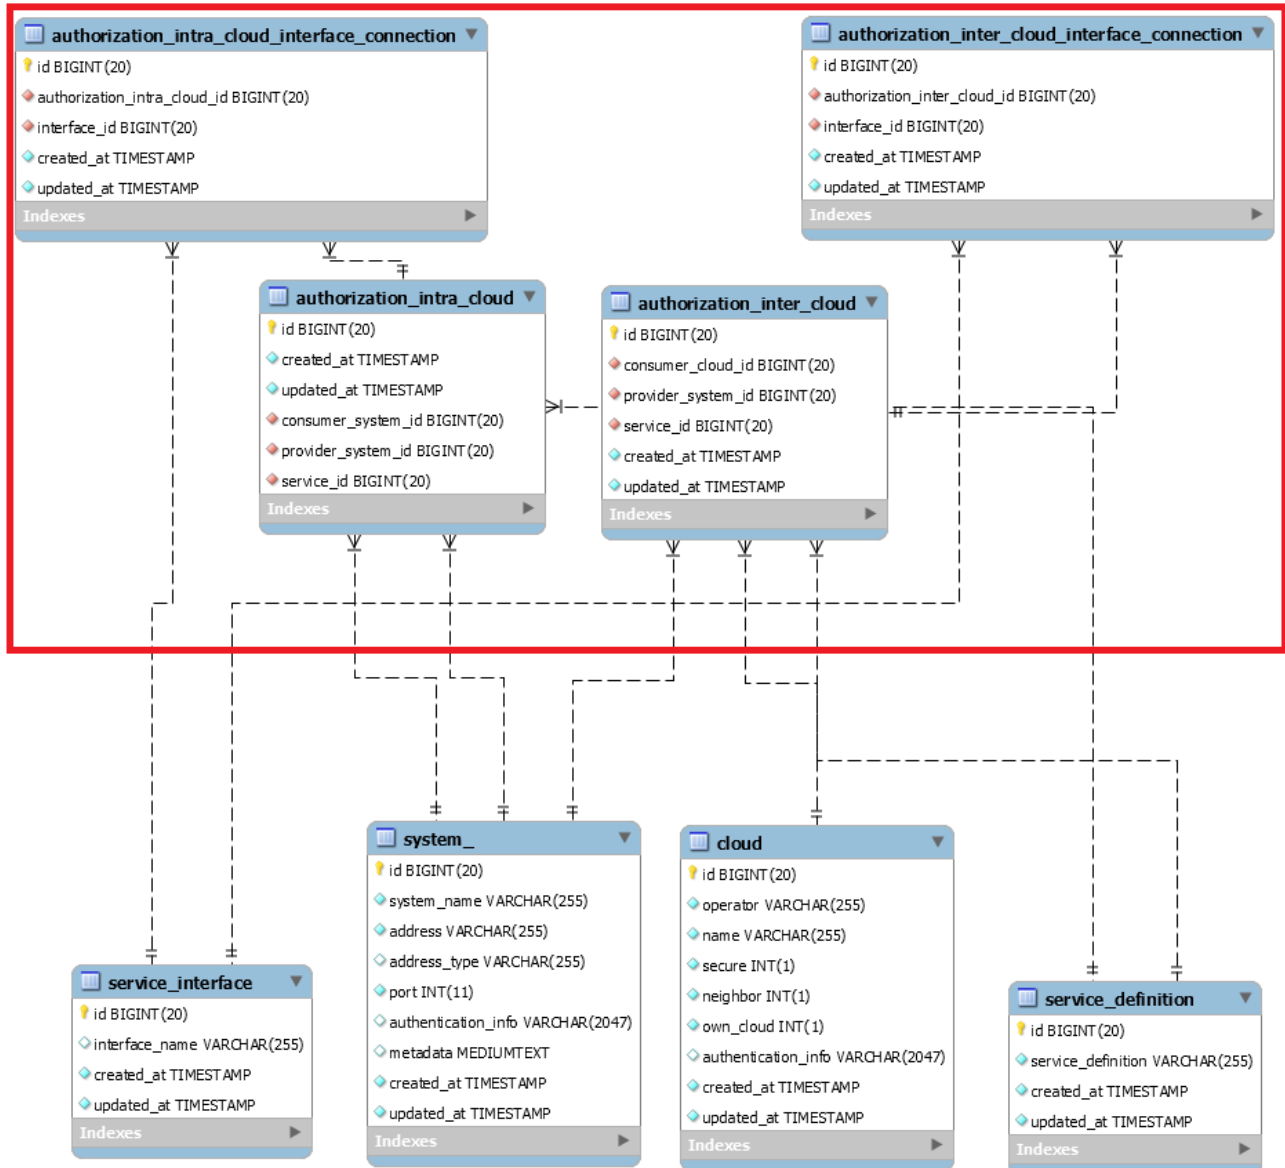 authorization_intra_cloud_interface_connection
id BIGINT(20)
authorization_intra_cloud_id BIGINT(20)
interface_id BIGINT(20)
created_at TIMESTAMP
updated_at TIMESTAMP
Indexes
authorization_inter_cloud_interface_connection
id BIGINT(20)
authorization_inter_cloud_id BIGINT(20)
interface_id BIGINT(20)
created_at TIMESTAMP
updated_at TIMESTAMP
Indexes
authorization_intra_cloud
id BIGINT(20)
created_at TIMESTAMP
updated_at TIMESTAMP
consumer_system_id BIGINT(20)
provider_system_id BIGINT(20)
service_id BIGINT(20)
Indexes
authorization_inter_cloud
id BIGINT(20)
consumer_cloud_id BIGINT(20)
provider_system_id BIGINT(20)
service_id BIGINT(20)
created_at TIMESTAMP
updated_at TIMESTAMP
Indexes
service_interface
id BIGINT(20)
interface_name VARCHAR(255)
created_at TIMESTAMP
updated_at TIMESTAMP
Indexes
system_
id BIGINT(20)
system_name VARCHAR(255)
address VARCHAR(255)
address_type VARCHAR(255)
port INT(11)
authentication_info VARCHAR(2047)
metadata MEDIUMTEXT
created_at TIMESTAMP
updated_at TIMESTAMP
Indexes
cloud
id BIGINT(20)
operator VARCHAR(255)
name VARCHAR(255)
secure INT(1)
neighbor INT(1)
own_cloud INT(1)
authentication_info VARCHAR(2047)
created_at TIMESTAMP
updated_at TIMESTAMP
Indexes
service_definition
id BIGINT(20)
service_definition VARCHAR(255)
created_at TIMESTAMP
updated_at TIMESTAMP
Indexes